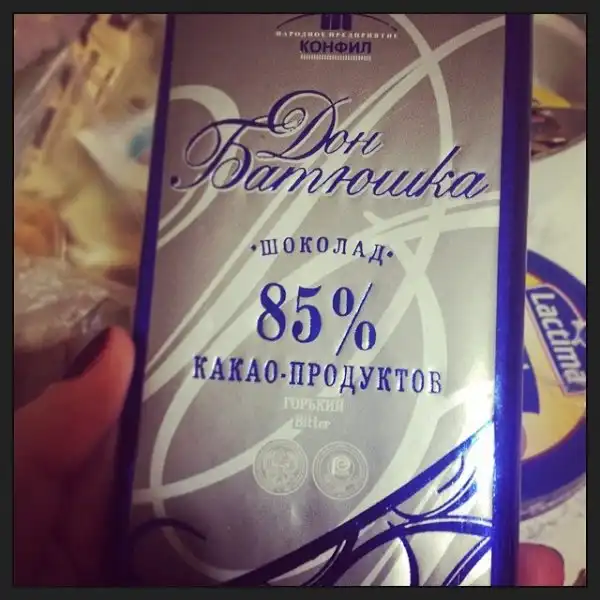 НАРОДНОЕ ПРЕДПРИЯТИЕ
КОНФИЛ
Дон
Батюшка
·ШОКОЛАД·
85%
КАКАО-ПРОДУКТОВ
ГОРЬКИЙ
Bitter
Lactima